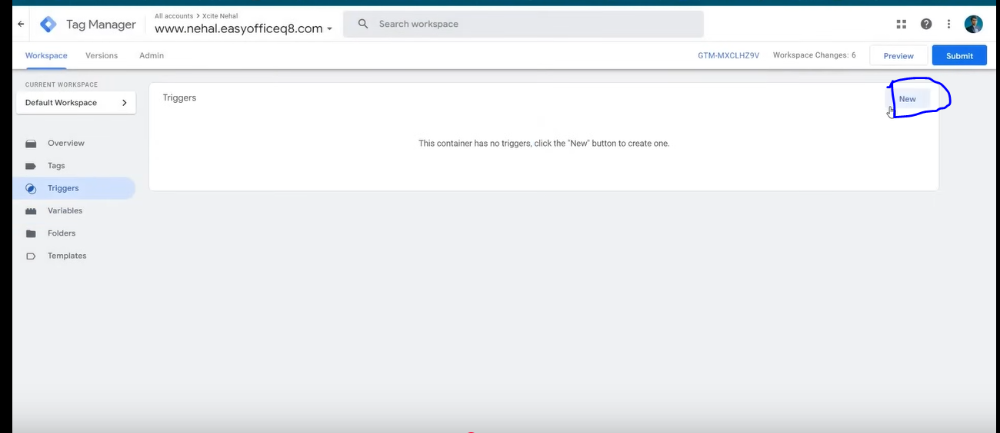 All accounts > Xcite Nehal
Tag Manager
www.nehal.easyofficeq8.com
Search workspace
Workspace
Versions
Admin
GTM-MXCLHZ9V
Workspace Changes: 6
Preview
Submit
CURRENT WORKSPACE
Default Workspace
Triggers
New
This container has no triggers, click the "New" button to create one.
Overview
Tags
Triggers
Variables
Folders
Templates